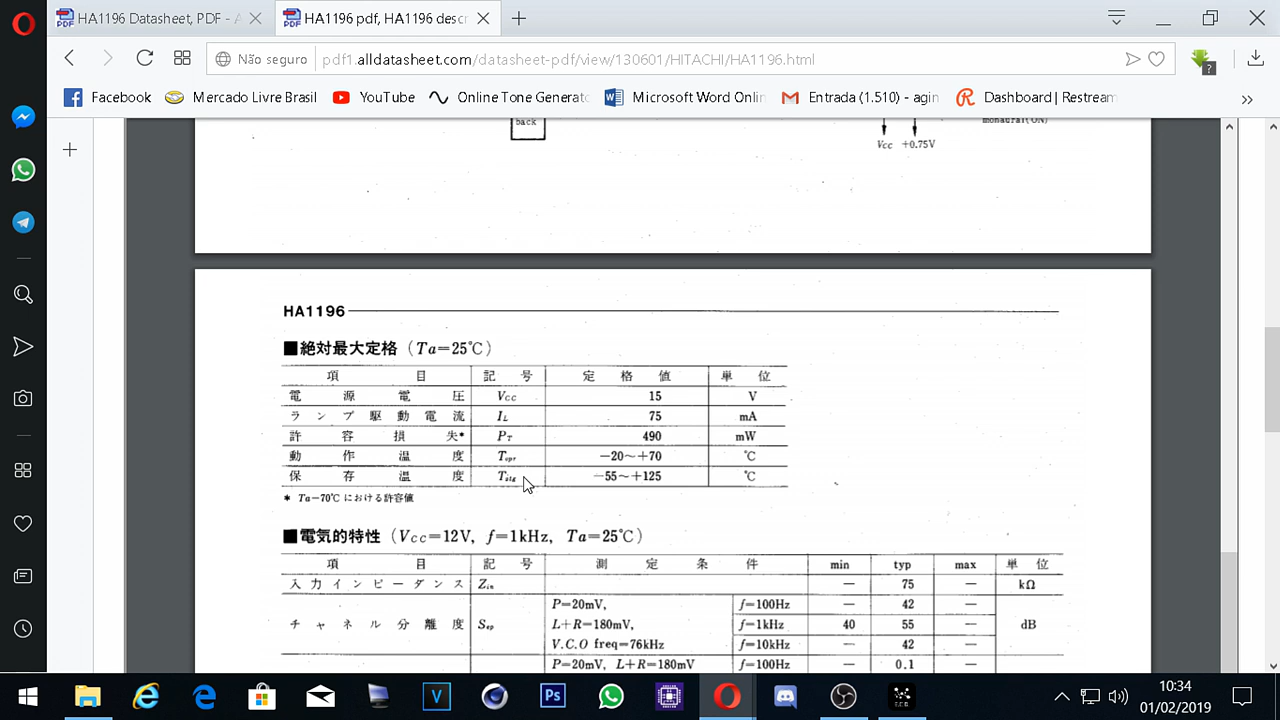 HA1196 Datasheet, PDF - A
HA1196 pdf, HA1196 descr
Não seguro
pdf1.alldatasheet.com/datasheet-pdf/view/130601/HITACHI/HA1196.html
?
Facebook
Mercado Livre Brasil
YouTube
Online Tone Generato
Microsoft Word Onli
Entrada (1.510) - agin
Dashboard | Restream
back
monaural(ON)
Vcc +0.75V
HA1196
■絶対最大定格(Ta=25℃)
項目 記号 定格値 単位
電源電圧 Vcc 15 V
ランプ駆動電流 IL 75 mA
許容損失* PT 490 mW
動作温度 Topr −20～+70 ℃
保存温度 Tstg −55～+125 ℃
* Ta=70℃における許容値
■電気的特性(Vcc=12V, f=1kHz, Ta=25℃)
項目 記号 測定条件 min typ max 単位
入力インピーダンス Zin — 75 — kΩ
P=20mV, f=100Hz — 42 —
チャネル分離度 Sep L+R=180mV, f=1kHz 40 55 — dB
V.C.O freq=76kHz f=10kHz — 42 —
P=20mV, L+R=180mV f=100Hz — 0.1 —
10:34
01/02/2019